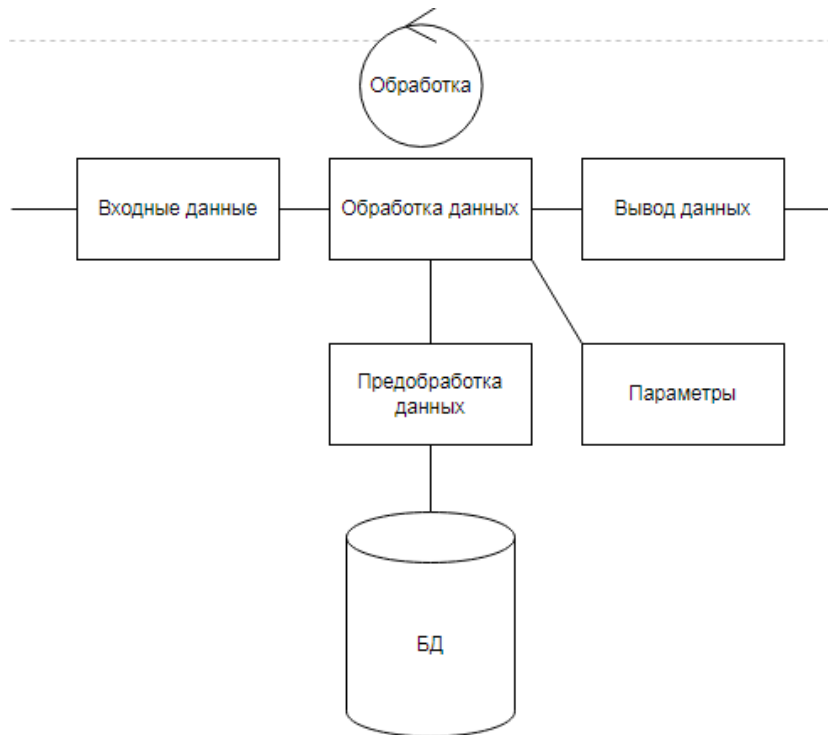 Обработка
Входные данные
Обработка данных
Вывод данных
Предобработка
данных
Параметры
БД